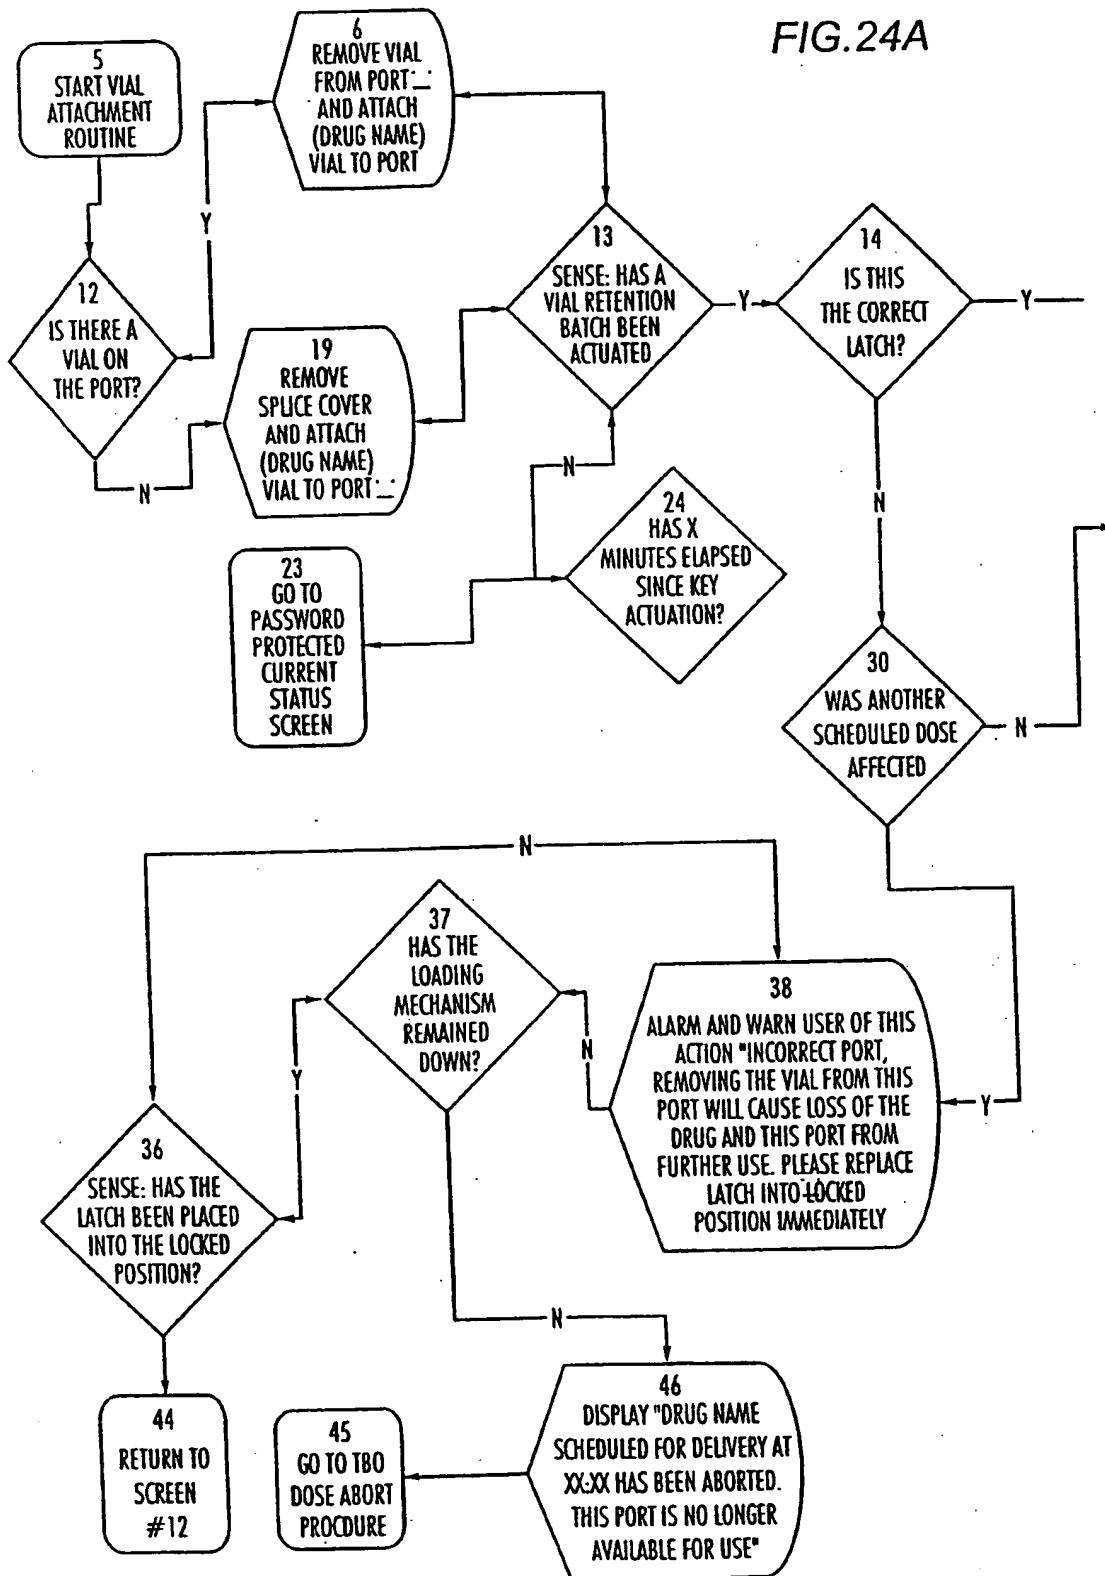 FIG.24A
5
START VIAL
ATTACHMENT
ROUTINE
6
REMOVE VIAL
FROM PORT:_:
AND ATTACH
(DRUG NAME)
VIAL TO PORT
Y
12
IS THERE A
VIAL ON
THE PORT?
N
19
REMOVE
SPLICE COVER
AND ATTACH
(DRUG NAME)
VIAL TO PORT:_:
13
SENSE: HAS A
VIAL RETENTION
BATCH BEEN
ACTUATED
Y
14
IS THIS
THE CORRECT
LATCH?
Y
N
N
24
HAS X
MINUTES ELAPSED
SINCE KEY
ACTUATION?
23
GO TO
PASSWORD
PROTECTED
CURRENT
STATUS
SCREEN
30
WAS ANOTHER
SCHEDULED DOSE
AFFECTED
N
Y
N
37
HAS THE
LOADING
MECHANISM
REMAINED
DOWN?
N
Y
38
ALARM AND WARN USER OF THIS
ACTION "INCORRECT PORT,
REMOVING THE VIAL FROM THIS
PORT WILL CAUSE LOSS OF THE
DRUG AND THIS PORT FROM
FURTHER USE. PLEASE REPLACE
LATCH INTO LOCKED
POSITION IMMEDIATELY
36
SENSE: HAS THE
LATCH BEEN PLACED
INTO THE LOCKED
POSITION?
N
44
RETURN TO
SCREEN
#12
45
GO TO TBO
DOSE ABORT
PROCDURE
46
DISPLAY "DRUG NAME
SCHEDULED FOR DELIVERY AT
XX:XX HAS BEEN ABORTED.
THIS PORT IS NO LONGER
AVAILABLE FOR USE"